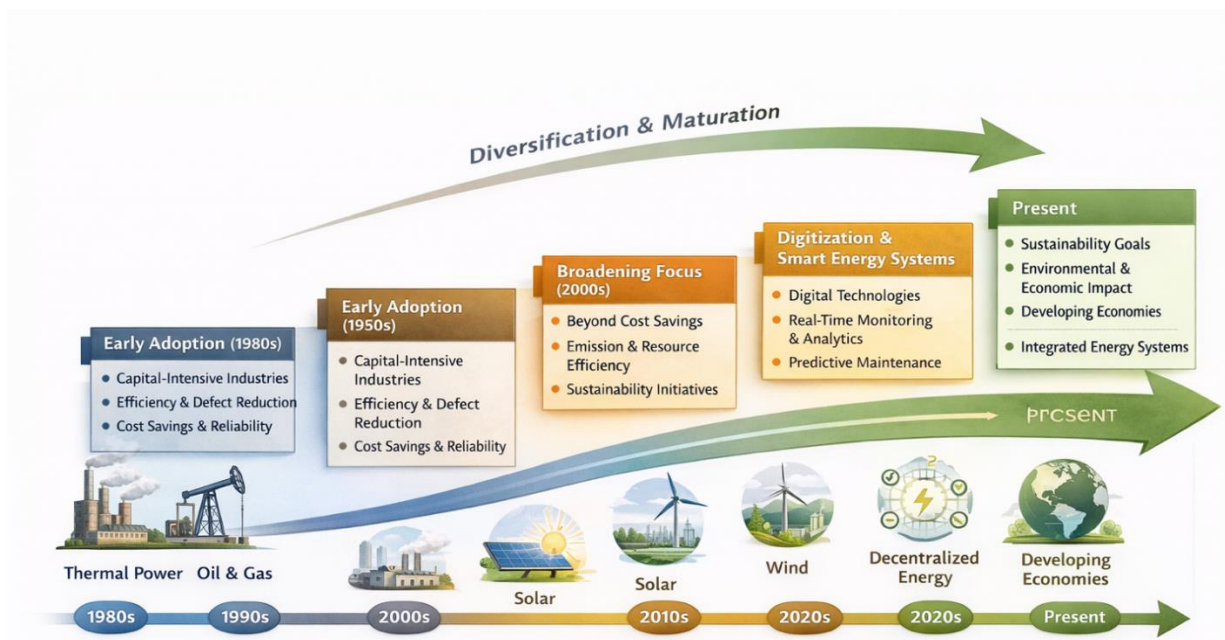 Diversification & Maturation
Early Adoption (1980s)
• Capital-Intensive Industries
• Efficiency & Defect Reduction
• Cost Savings & Reliability
Early Adoption
(1950s)
• Capital-Intensive
Industries
• Efficiency & Defect
Reduction
• Cost Savings & Reliability
Broadening Focus
(2000s)
• Beyond Cost Savings
• Emission & Resource
Efficiency
• Sustainability Initiatives
Digitization &
Smart Energy Systems
• Digital Technologies
• Real-Time Monitoring
& Analytics
• Predictive Maintenance
Present
• Sustainability Goals
• Environmental &
Economic Impact
• Developing Economies
• Integrated Energy Systems
PrCSENT
Thermal Power
Oil & Gas
Solar
Solar
Wind
2
Decentralized
Energy
Developing
Economies
1980s
1990s
2000s
2010s
2020s
2020s
Present